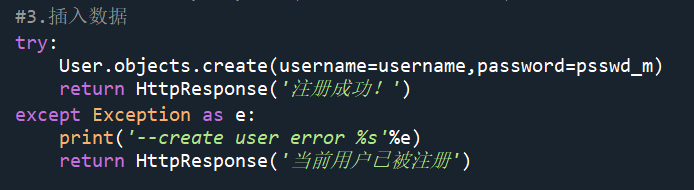 #3.插入数据
try:
    User.objects.create(username=username,password=psswd_m)
    return HttpResponse('注册成功！')
except Exception as e:
    print('--create user error %s'%e)
    return HttpResponse('当前用户已被注册')